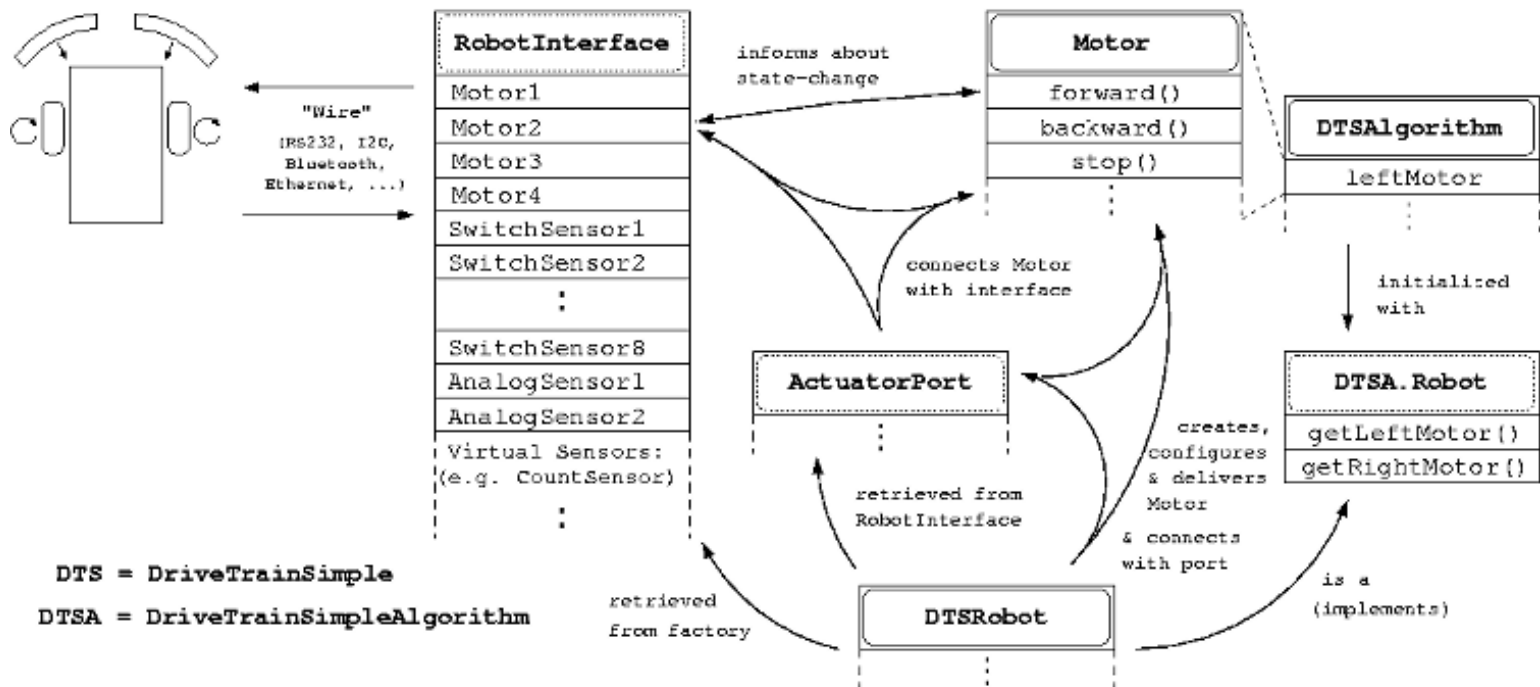 RobotInterface
Motor1
Motor2
Motor3
Motor4
SwitchSensor1
SwitchSensor2
:
SwitchSensor8
AnalogSensor1
AnalogSensor2
Virtual Sensors:
(e.g. CountSensor)
:
"Wire"
(RS232, I2C,
Bluetooth,
Ethernet, ...)
informs about
state-change
Motor
forward()
backward()
stop()
:
DTSAlgorithm
leftMotor
:
connects Motor
with interface
initialized
with
ActuatorPort
:
DTSA.Robot
getLeftMotor()
getRightMotor()
creates,
configures
& delivers
Motor
& connects
with port
retrieved from
RobotInterface
is a
(implements)
retrieved
from factory
DTSRobot
:
DTS = DriveTrainSimple
DTSA = DriveTrainSimpleAlgorithm